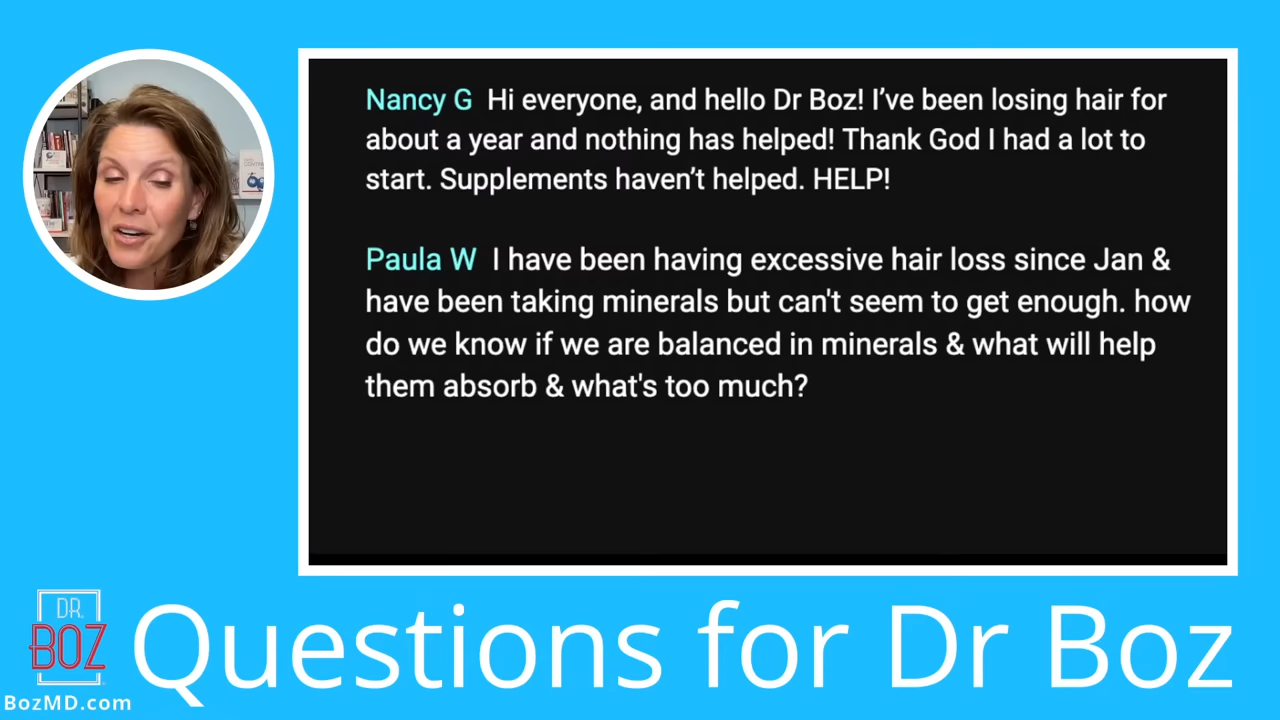 Nancy G Hi everyone, and hello Dr Boz! I’ve been losing hair for
about a year and nothing has helped! Thank God I had a lot to
start. Supplements haven’t helped. HELP!
Paula W I have been having excessive hair loss since Jan &
have been taking minerals but can't seem to get enough. how
do we know if we are balanced in minerals & what will help
them absorb & what's too much?
DR.
BOZ
Questions for Dr Boz
BozMD.com